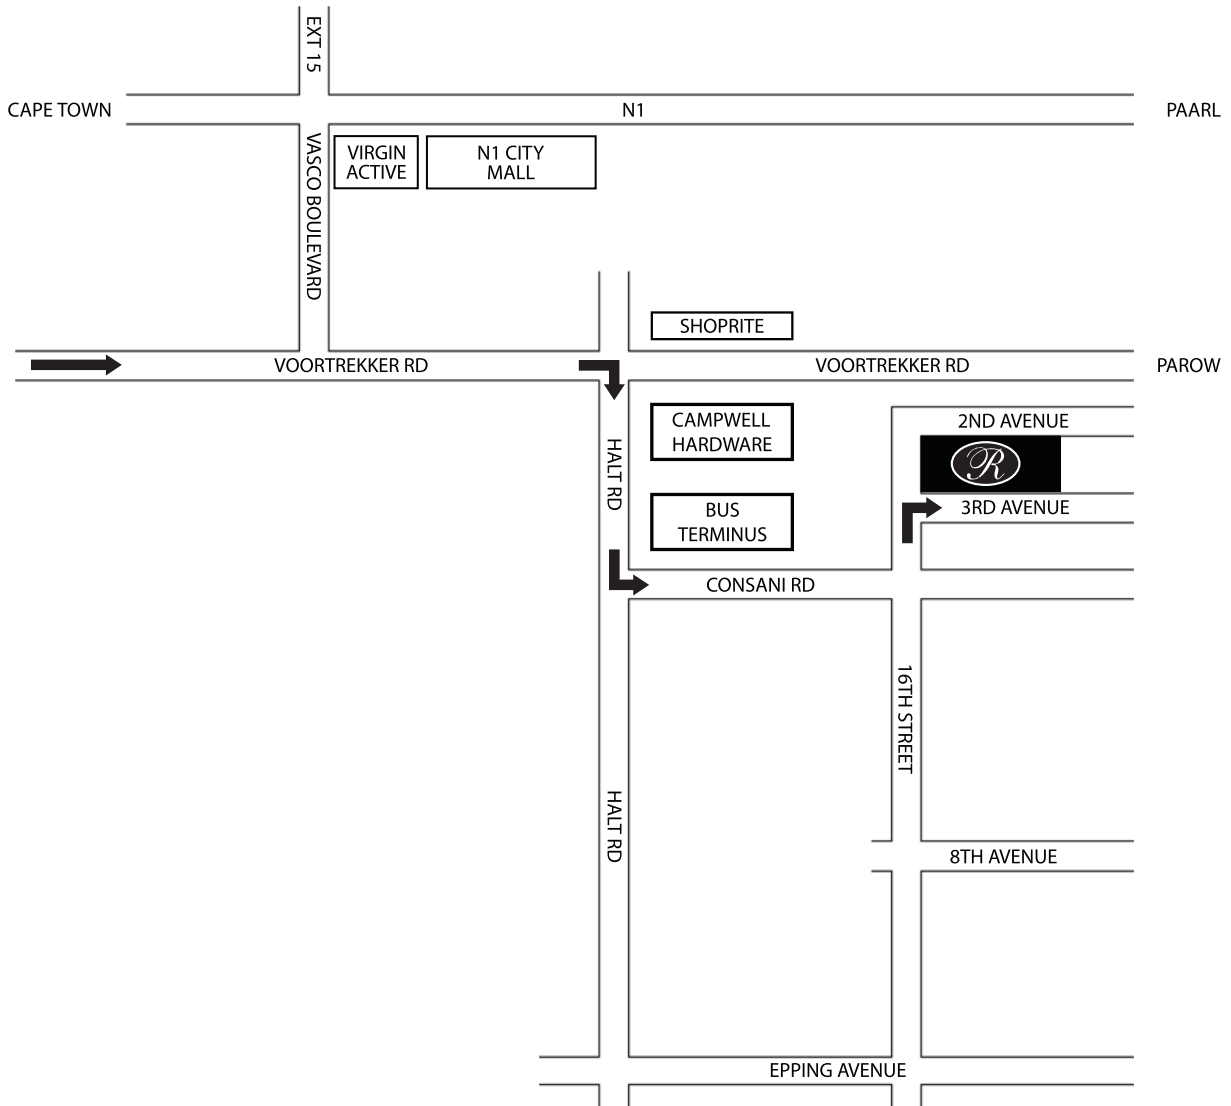 EXT 15
CAPE TOWN
N1
PAARL
VASCO BOULEVARD
VIRGIN
ACTIVE
N1 CITY
MALL
SHOPRITE
VOORTREKKER RD
VOORTREKKER RD
PAROW
HALT RD
CAMPWELL
HARDWARE
2ND AVENUE
R
BUS
TERMINUS
3RD AVENUE
CONSANI RD
16TH STREET
HALT RD
8TH AVENUE
EPPING AVENUE